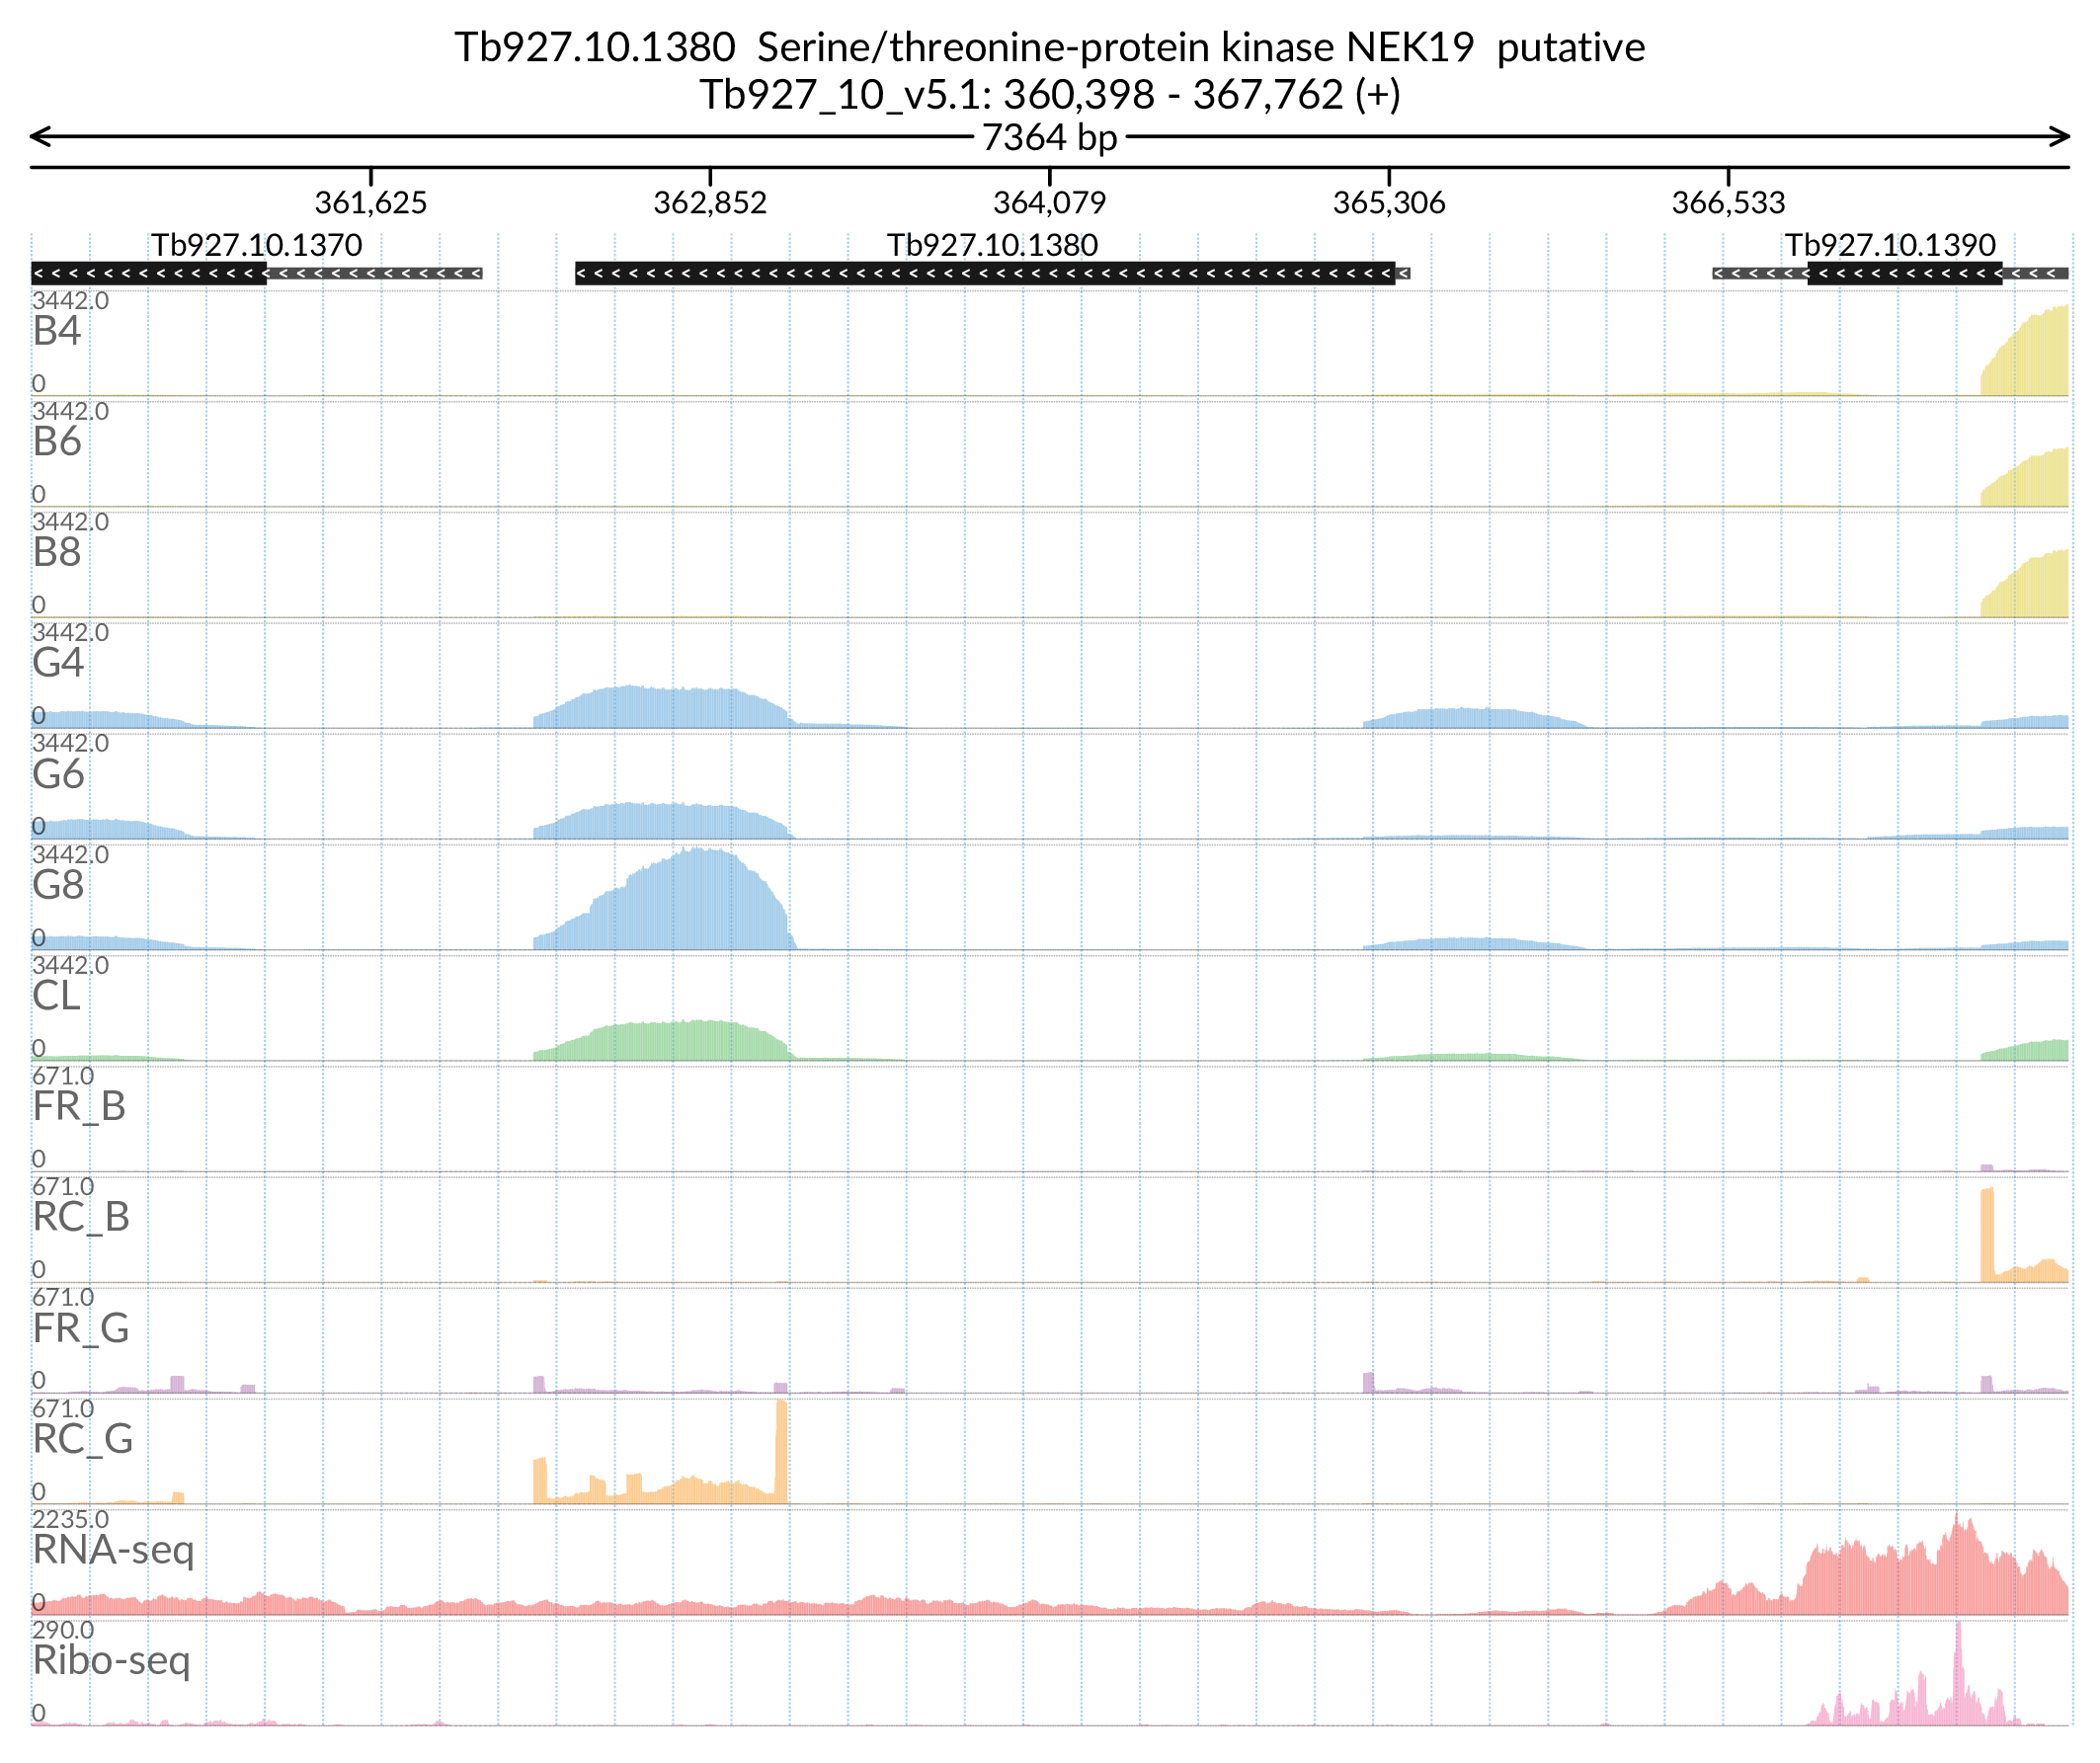 Tb927.10.1380  Serine/threonine-protein kinase NEK19  putative
Tb927_10_v5.1: 360,398 - 367,762 (+)
7364 bp
361,625 362,852 364,079 365,306 366,533
Tb927.10.1370 Tb927.10.1380 Tb927.10.1390
3442.0
B4
0
3442.0
B6
0
3442.0
B8
0
3442.0
G4
0
3442.0
G6
0
3442.0
G8
0
3442.0
CL
0
671.0
FR_B
0
671.0
RC_B
0
671.0
FR_G
0
671.0
RC_G
0
2235.0
RNA-seq
0
290.0
Ribo-seq
0